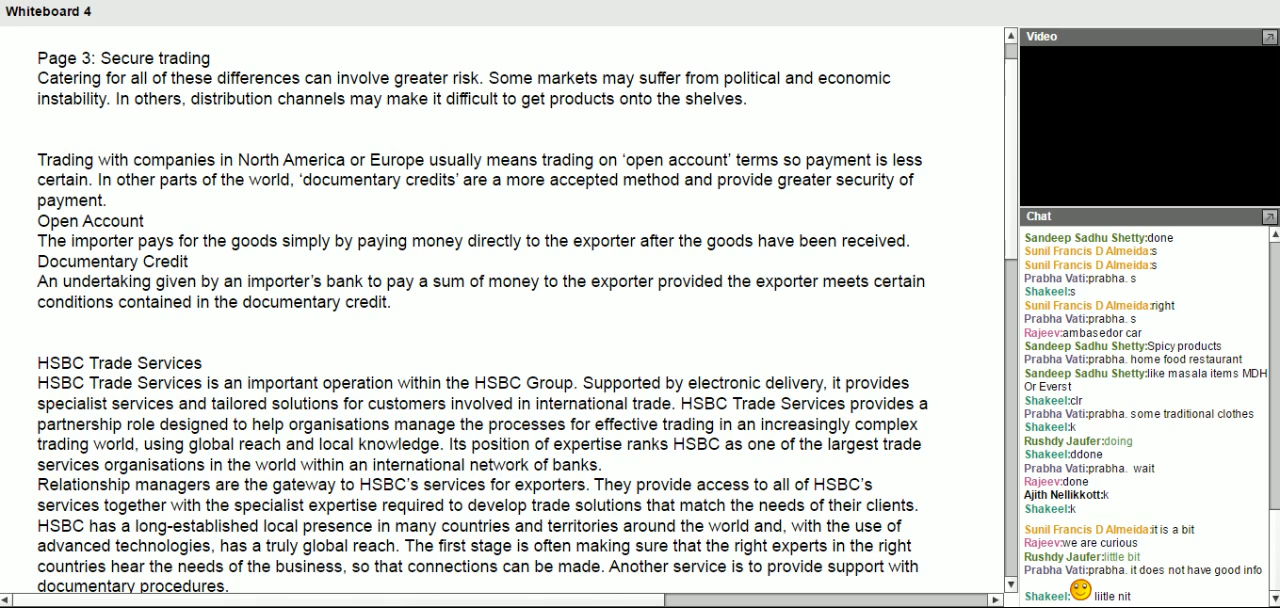 Whiteboard 4
Page 3: Secure trading
Catering for all of these differences can involve greater risk. Some markets may suffer from political and economic
instability. In others, distribution channels may make it difficult to get products onto the shelves.
Trading with companies in North America or Europe usually means trading on ‘open account’ terms so payment is less
certain. In other parts of the world, ‘documentary credits’ are a more accepted method and provide greater security of
payment.
Open Account
The importer pays for the goods simply by paying money directly to the exporter after the goods have been received.
Documentary Credit
An undertaking given by an importer’s bank to pay a sum of money to the exporter provided the exporter meets certain
conditions contained in the documentary credit.
HSBC Trade Services
HSBC Trade Services is an important operation within the HSBC Group. Supported by electronic delivery, it provides
specialist services and tailored solutions for customers involved in international trade. HSBC Trade Services provides a
partnership role designed to help organisations manage the processes for effective trading in an increasingly complex
trading world, using global reach and local knowledge. Its position of expertise ranks HSBC as one of the largest trade
services organisations in the world within an international network of banks.
Relationship managers are the gateway to HSBC’s services for exporters. They provide access to all of HSBC’s
services together with the specialist expertise required to develop trade solutions that match the needs of their clients.
HSBC has a long-established local presence in many countries and territories around the world and, with the use of
advanced technologies, has a truly global reach. The first stage is often making sure that the right experts in the right
countries hear the needs of the business, so that connections can be made. Another service is to provide support with
documentary procedures.
Video
Chat
Sandeep Sadhu Shetty:done
Sunil Francis D Almeida:s
Sunil Francis D Almeida:s
Prabha Vati:prabha. s
Shakeel:s
Sunil Francis D Almeida:right
Prabha Vati:prabha. s
Rajeev:ambasedor car
Sandeep Sadhu Shetty:Spicy products
Prabha Vati:prabha. home food restaurant
Sandeep Sadhu Shetty:like masala items MDH
Or Everst
Shakeel:clr
Prabha Vati:prabha. some traditional clothes
Shakeel:k
Rushdy Jaufer:doing
Shakeel:ddone
Prabha Vati:prabha. wait
Rajeev:done
Ajith Nellikkott:k
Shakeel:k
Sunil Francis D Almeida:it is a bit
Rajeev:we are curious
Rushdy Jaufer:little bit
Prabha Vati:prabha. it does not have good info
Shakeel: liitle nit